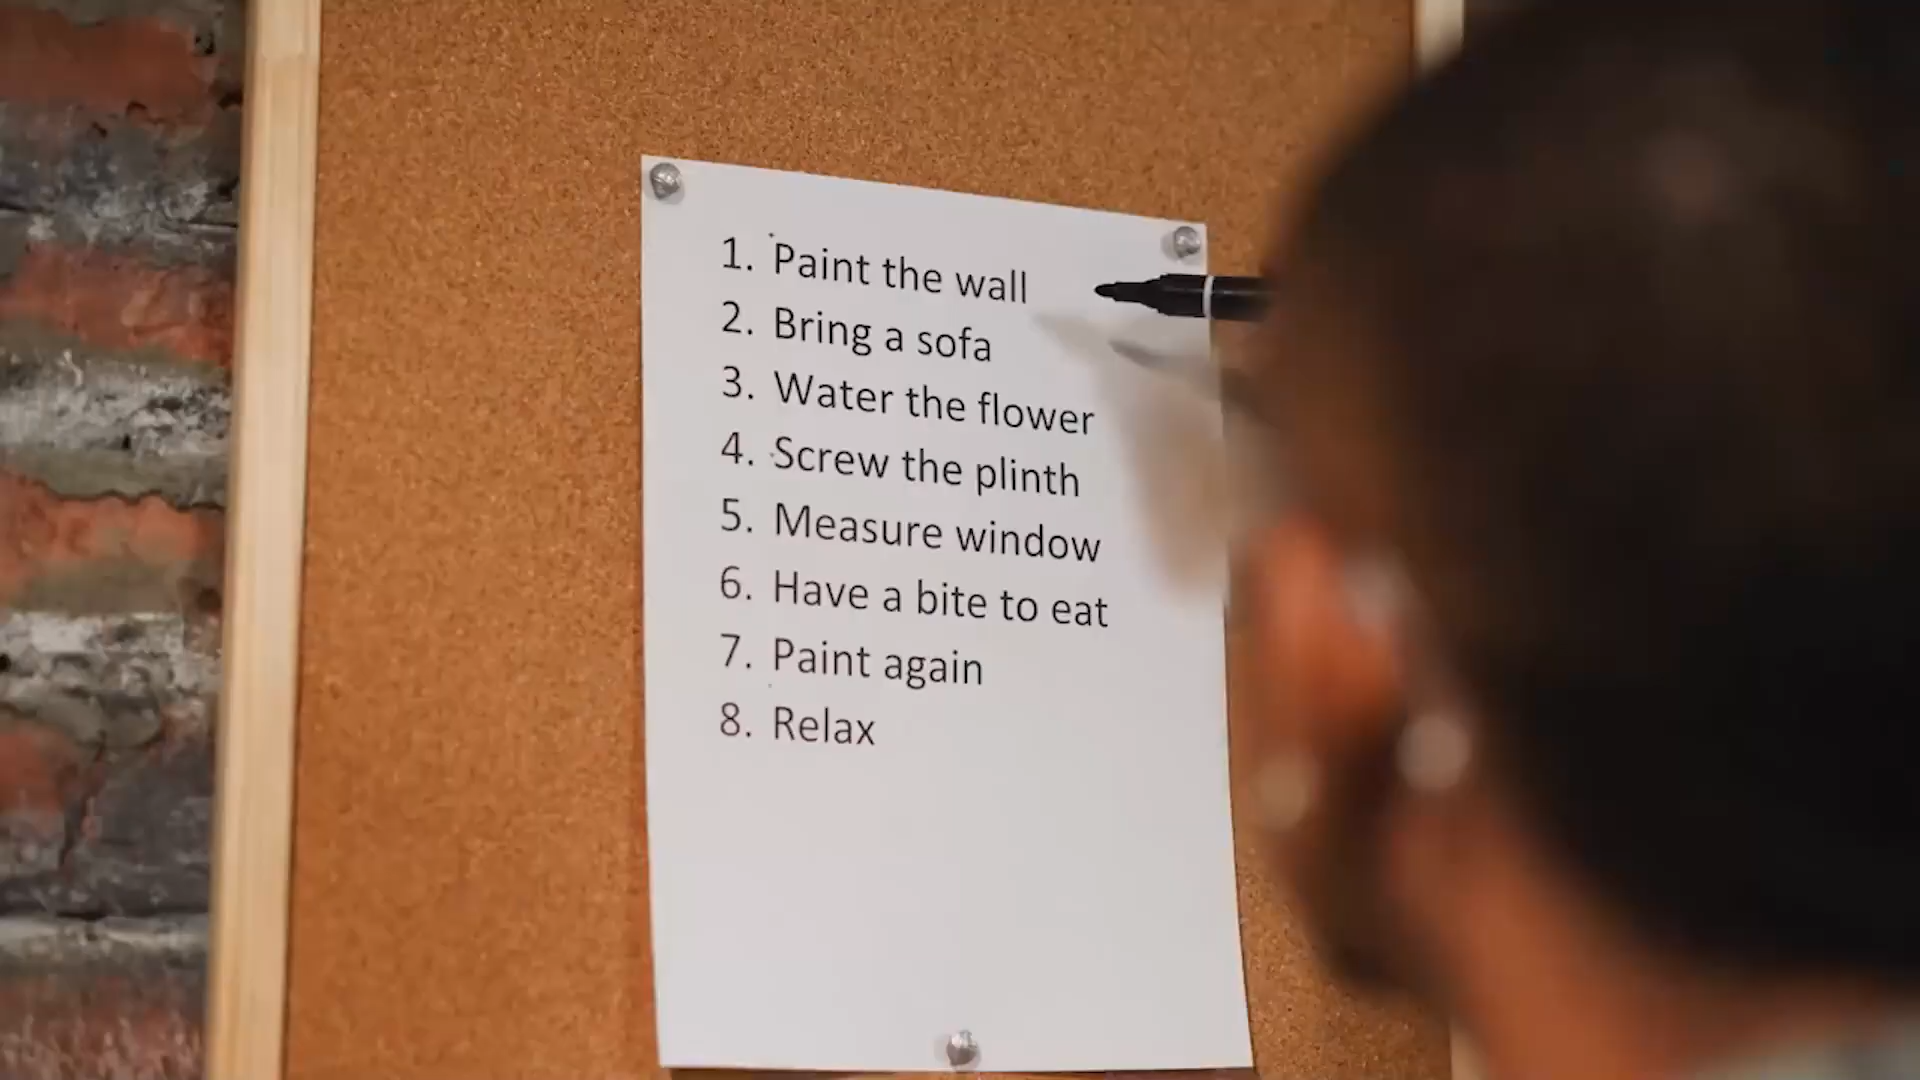 1. Paint the wall
2. Bring a sofa
3. Water the flower
4. Screw the plinth
5. Measure window
6. Have a bite to eat
7. Paint again
8. Relax